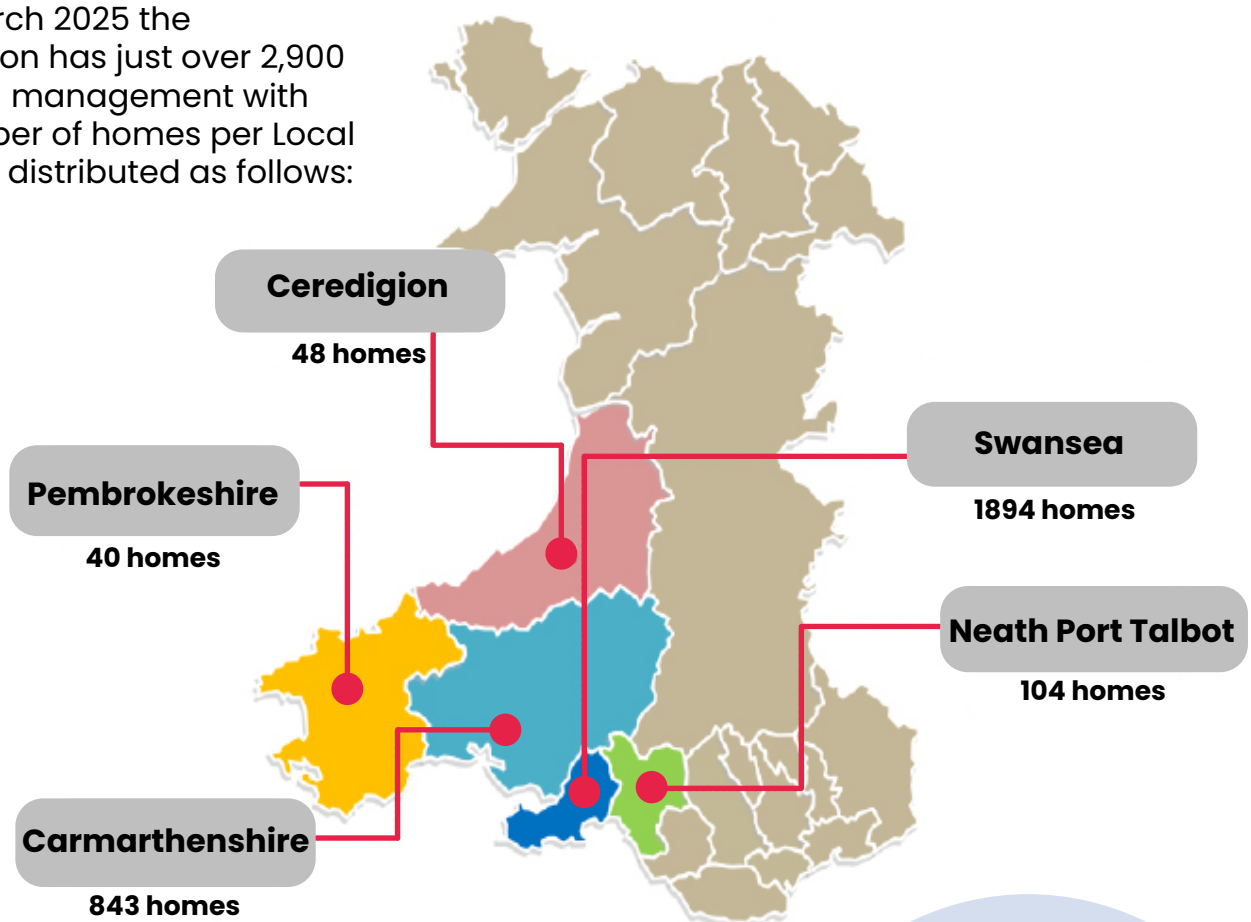 rch 2025 the
on has just over 2,900
management with
ber of homes per Local
distributed as follows:
Ceredigion
48 homes
Swansea
1894 homes
Pembrokeshire
40 homes
Neath Port Talbot
104 homes
Carmarthenshire
843 homes